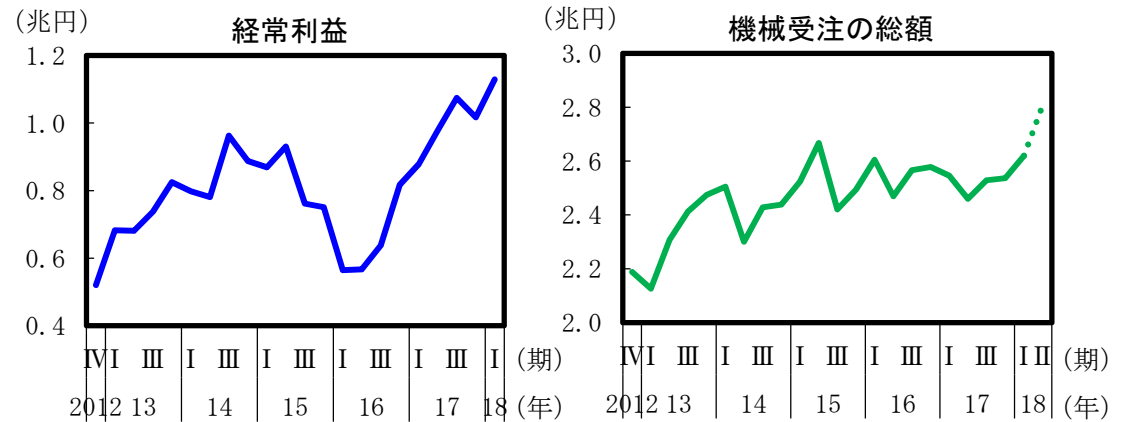 (兆円)
経常利益
1.2
1.0
0.8
0.6
0.4
Ⅳ Ⅰ Ⅲ Ⅰ Ⅲ Ⅰ Ⅲ Ⅰ Ⅲ Ⅰ Ⅲ Ⅰ (期)
2012 13 14 15 16 17 18 (年)
(兆円)
機械受注の総額
3.0
2.8
2.6
2.4
2.2
2.0
Ⅳ Ⅰ Ⅲ Ⅰ Ⅲ Ⅰ Ⅲ Ⅰ Ⅲ Ⅰ Ⅲ Ⅰ Ⅱ (期)
2012 13 14 15 16 17 18 (年)